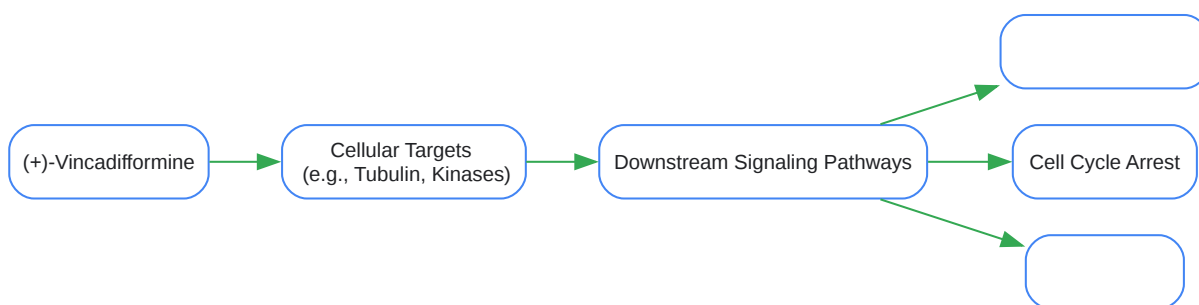 (+)-Vincadifformine
Cellular Targets
(e.g., Tubulin, Kinases)
Downstream Signaling Pathways
Cell Cycle Arrest